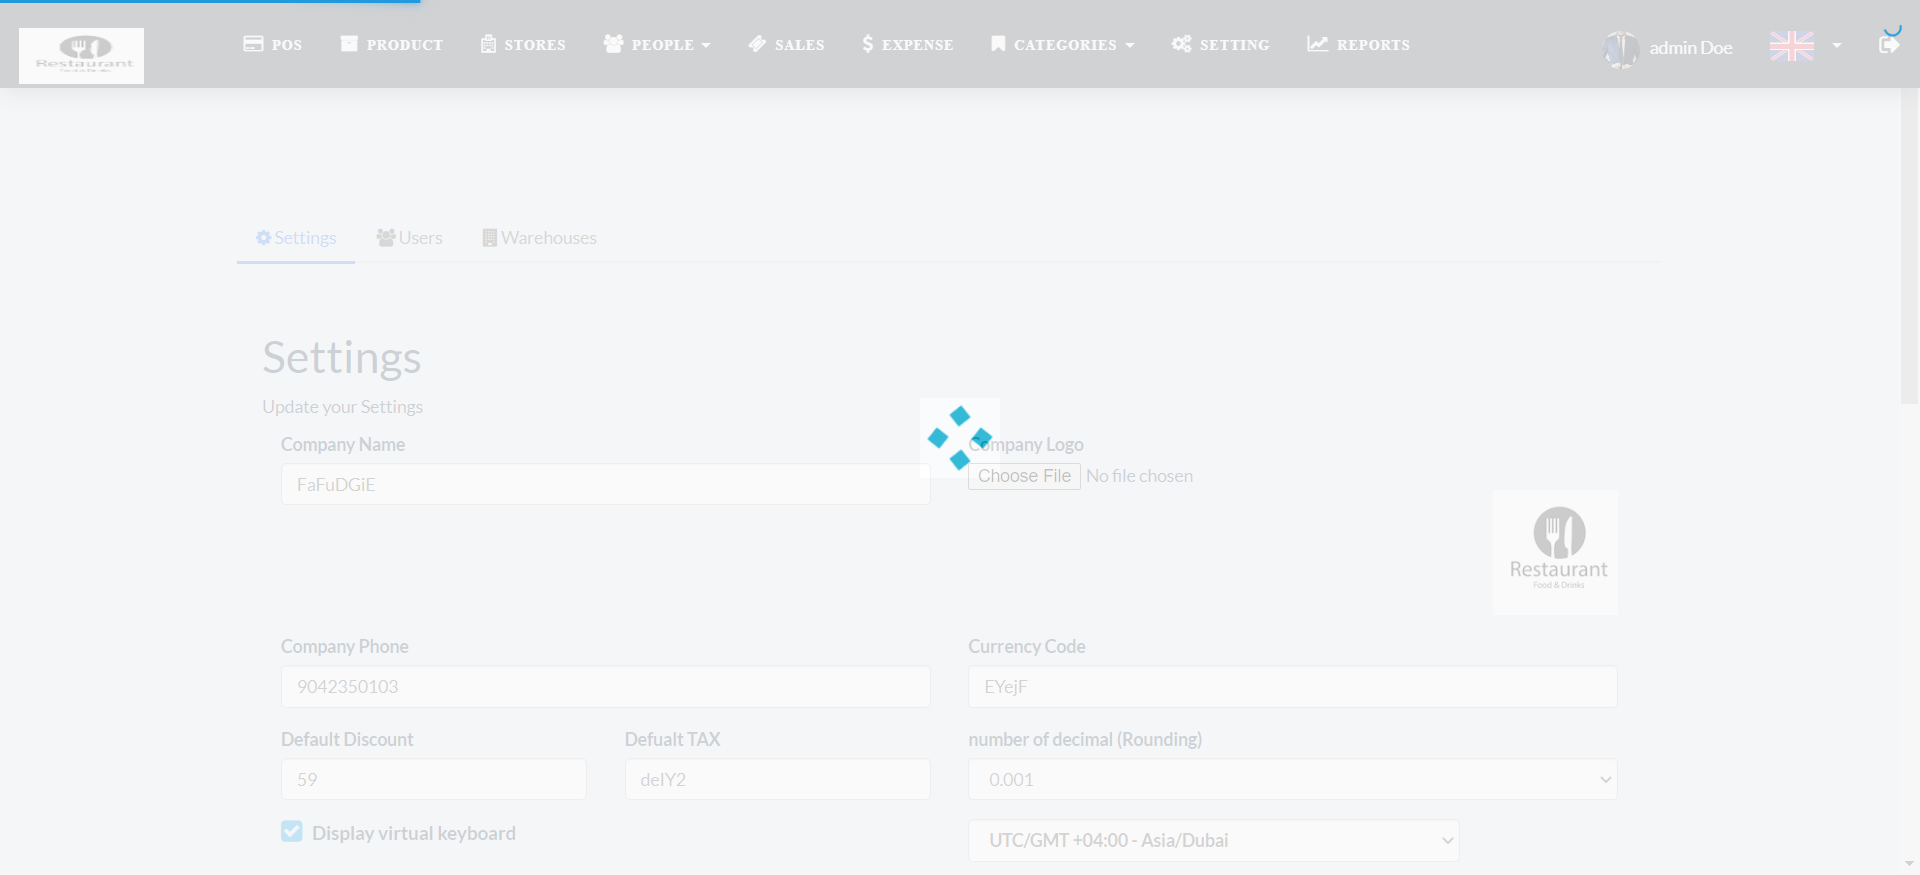 Restaurant
Food & Drinks
POS
PRODUCT
STORES
PEOPLE
SALES
EXPENSE
CATEGORIES
SETTING
REPORTS
admin Doe
Settings
Users
Warehouses
Settings
Update your Settings
Company Name
Company Logo
FaFuDGiE
Choose File No file chosen
Restaurant
Food & Drinks
Company Phone
Currency Code
9042350103
EYejF
Default Discount
Defualt TAX
number of decimal (Rounding)
59
deIY2
0.001
Display virtual keyboard
UTC/GMT +04:00 - Asia/Dubai